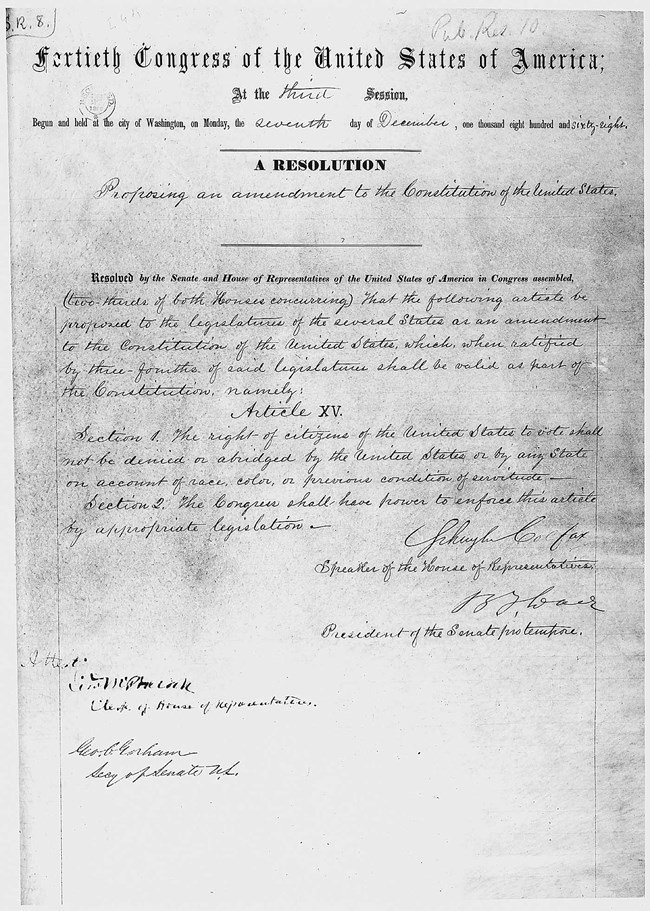 S.R. 8.
Pub. Res. 10
Fortieth Congress of the United States of America;
At the third Session,
Begun and held at the city of Washington, on Monday, the seventh day of December, one thousand eight hundred and sixty-eight.
A RESOLUTION
Proposing an amendment to the Constitution of the United States.
Resolved by the Senate and House of Representatives of the United States of America in Congress assembled,
(two-thirds of both Houses concurring) That the following article be
proposed to the legislatures of the several States as an amendment
to the Constitution of the United States, which, when ratified
by three-fourths of said legislatures shall be valid as part of
the Constitution, namely:
Article XV.
Section 1. The right of citizens of the United States to vote shall
not be denied or abridged by the United States or by any State
on account of race, color, or previous condition of servitude —
Section 2. The Congress shall have power to enforce this article
by appropriate legislation —
Schuyler Colfax
Speaker of the House of Representatives.
B F Wade
President of the Senate pro tempore.
Attest:
Clerk of House of Representatives.
Geo. C. Gorham
Secy of Senate U.S.